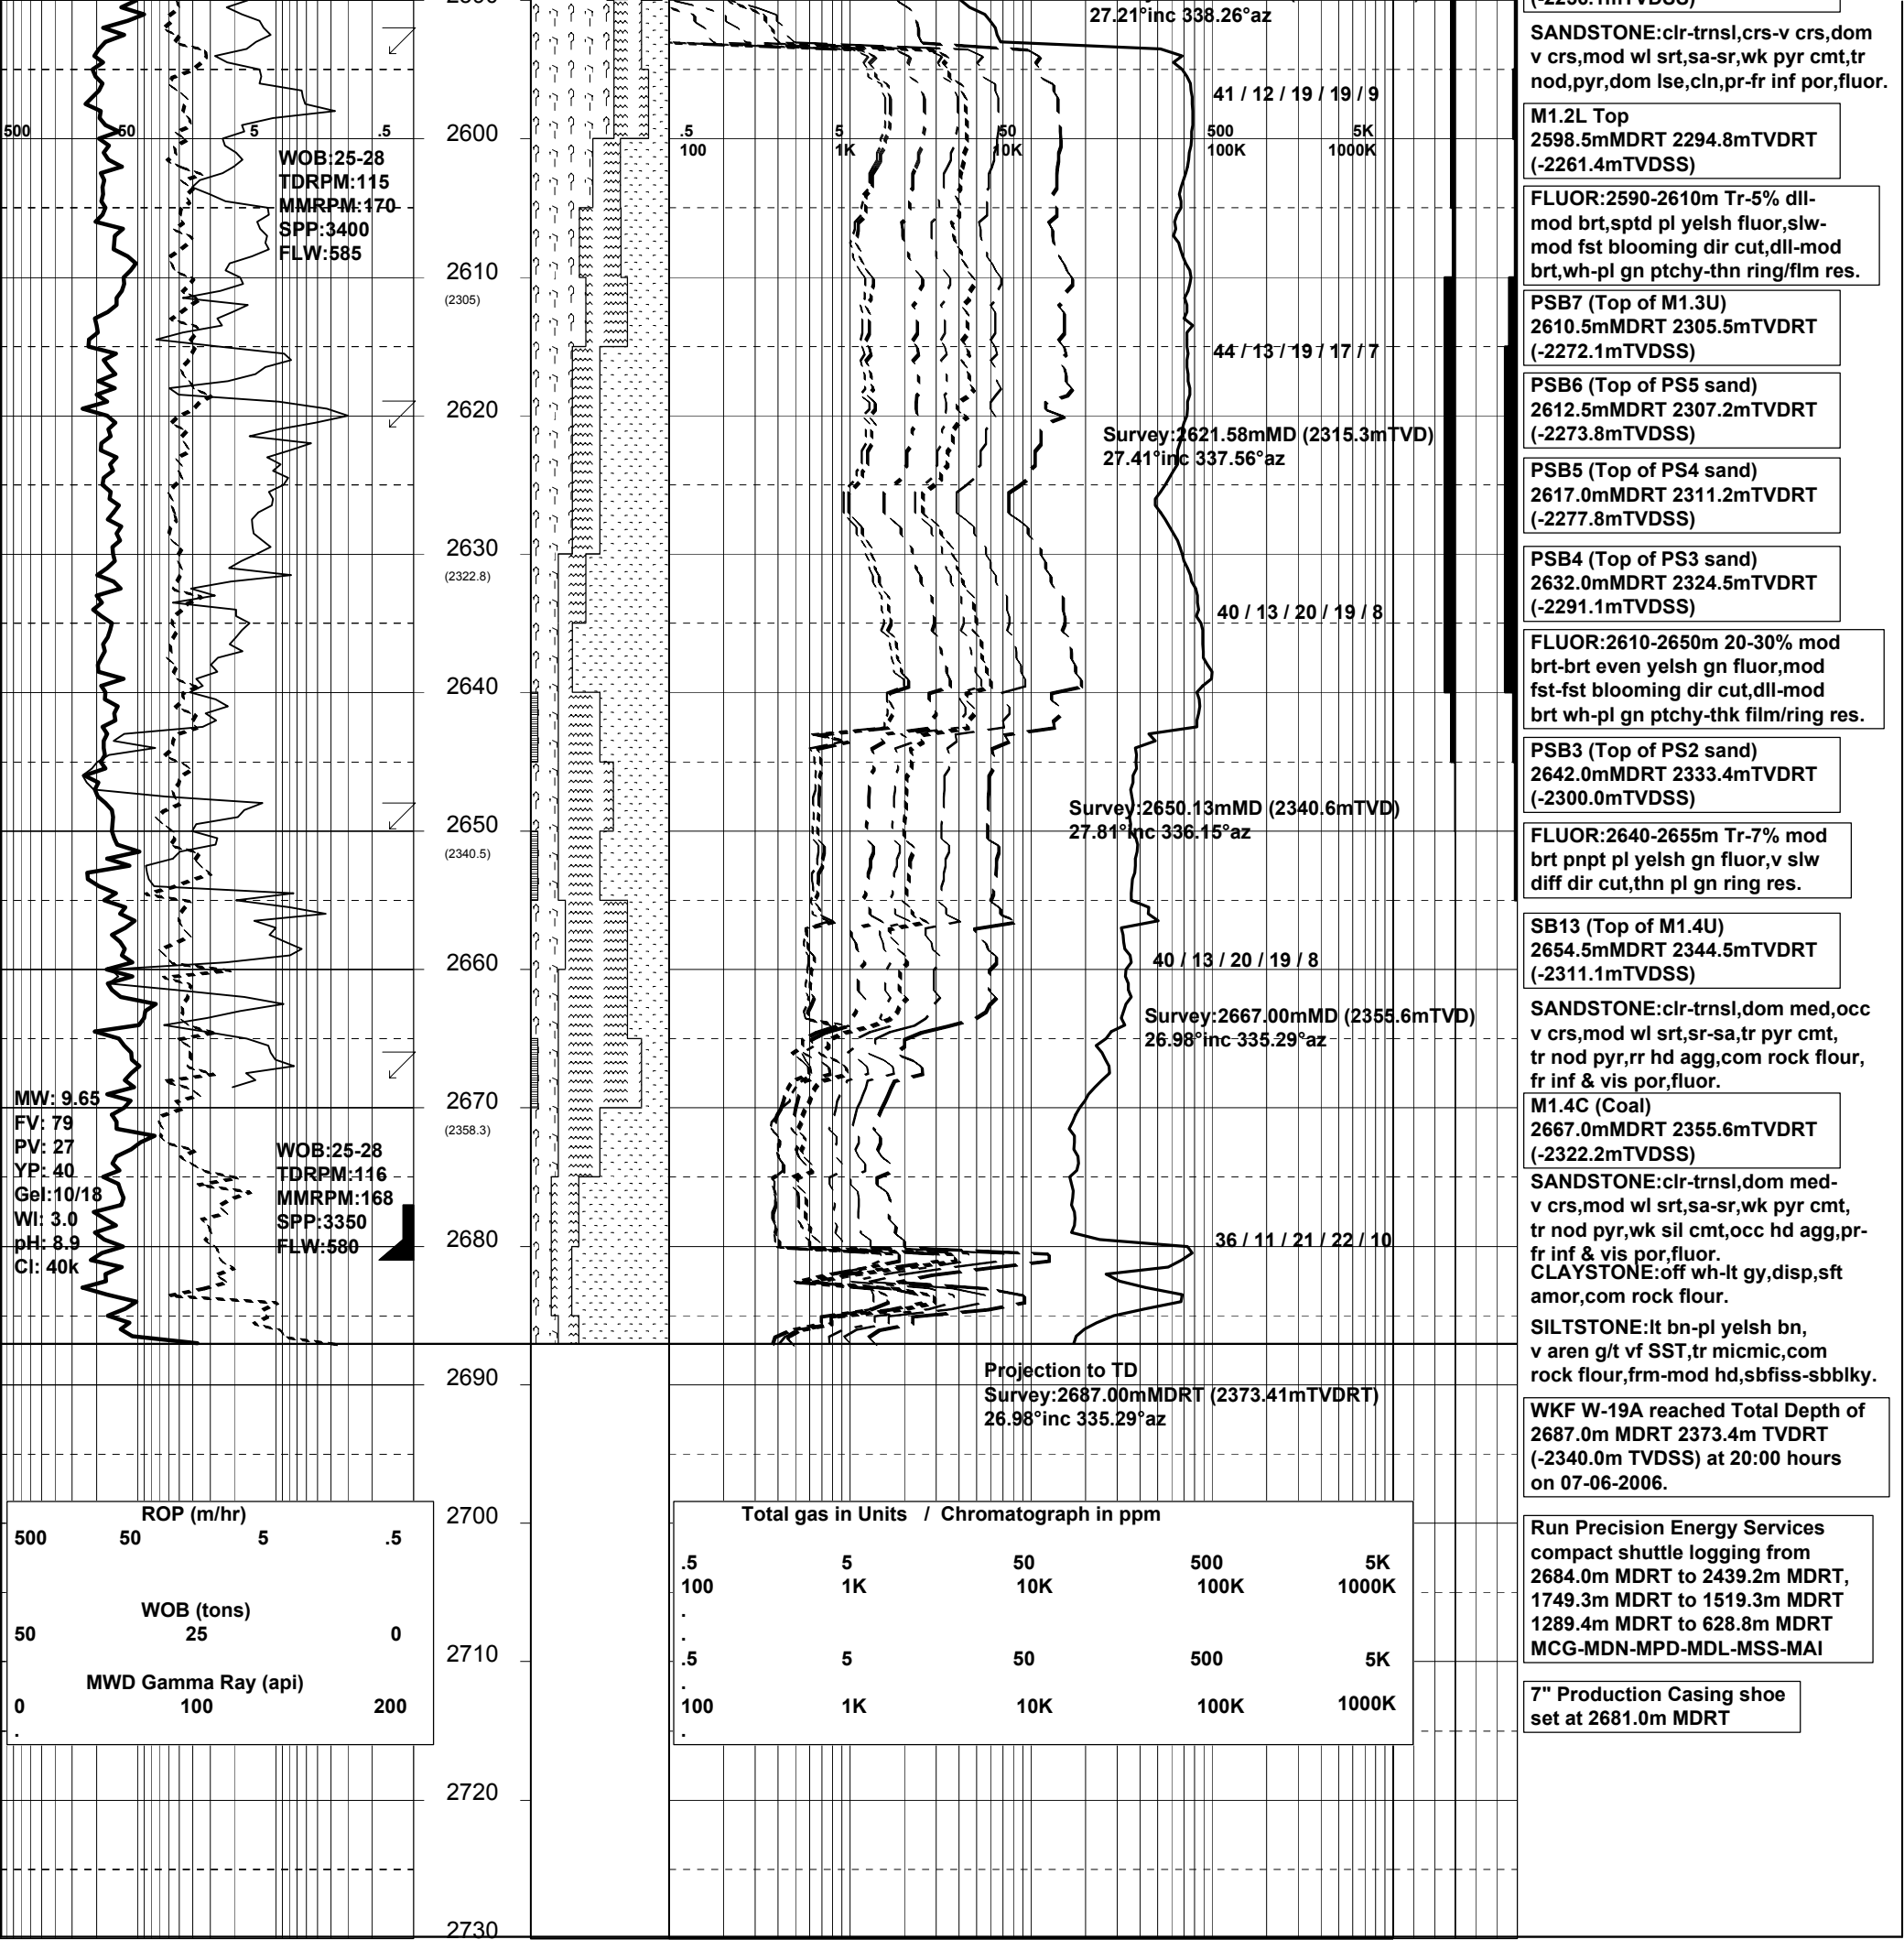 27.21°inc 338.26°az
500 50 5 .5
WOB:25-28
TDRPM:115
MMRPM:170
SPP:3400
FLW:585
MW: 9.65
FV: 79
PV: 27
YP: 40
Gel:10/18
Wl: 3.0
pH: 8.9
Cl: 40k
WOB:25-28
TDRPM:116
MMRPM:168
SPP:3350
FLW:580
ROP (m/hr)
500 50 5 .5
WOB (tons)
50 25 0
MWD Gamma Ray (api)
0 100 200
.
2600
2610
(2305)
2620
2630
(2322.8)
2640
2650
(2340.5)
2660
2670
(2358.3)
2680
2690
2700
2710
2720
2730
41 / 12 / 19 / 19 / 9
.5 5 50 500 5K
100 1K 10K 100K 1000K
44 / 13 / 19 / 17 / 7
Survey:2621.58mMD (2315.3mTVD)
27.41°inc 337.56°az
40 / 13 / 20 / 19 / 8
Survey:2650.13mMD (2340.6mTVD)
27.81°inc 336.15°az
40 / 13 / 20 / 19 / 8
Survey:2667.00mMD (2355.6mTVD)
26.98°inc 335.29°az
36 / 11 / 21 / 22 / 10
Projection to TD
Survey:2687.00mMDRT (2373.41mTVDRT)
26.98°inc 335.29°az
Total gas in Units / Chromatograph in ppm
.5 5 50 500 5K
100 1K 10K 100K 1000K
.
.
.5 5 50 500 5K
.
100 1K 10K 100K 1000K
.
SANDSTONE:clr-trnsl,crs-v crs,dom
v crs,mod wl srt,sa-sr,wk pyr cmt,tr
nod,pyr,dom lse,cln,pr-fr inf por,fluor.
M1.2L Top
2598.5mMDRT 2294.8mTVDRT
(-2261.4mTVDSS)
FLUOR:2590-2610m Tr-5% dll-
mod brt,sptd pl yelsh fluor,slw-
mod fst blooming dir cut,dll-mod
brt,wh-pl gn ptchy-thn ring/flm res.
PSB7 (Top of M1.3U)
2610.5mMDRT 2305.5mTVDRT
(-2272.1mTVDSS)
PSB6 (Top of PS5 sand)
2612.5mMDRT 2307.2mTVDRT
(-2273.8mTVDSS)
PSB5 (Top of PS4 sand)
2617.0mMDRT 2311.2mTVDRT
(-2277.8mTVDSS)
PSB4 (Top of PS3 sand)
2632.0mMDRT 2324.5mTVDRT
(-2291.1mTVDSS)
FLUOR:2610-2650m 20-30% mod
brt-brt even yelsh gn fluor,mod
fst-fst blooming dir cut,dll-mod
brt wh-pl gn ptchy-thk film/ring res.
PSB3 (Top of PS2 sand)
2642.0mMDRT 2333.4mTVDRT
(-2300.0mTVDSS)
FLUOR:2640-2655m Tr-7% mod
brt pnpt pl yelsh gn fluor,v slw
diff dir cut,thn pl gn ring res.
SB13 (Top of M1.4U)
2654.5mMDRT 2344.5mTVDRT
(-2311.1mTVDSS)
SANDSTONE:clr-trnsl,dom med,occ
v crs,mod wl srt,sr-sa,tr pyr cmt,
tr nod pyr,rr hd agg,com rock flour,
fr inf & vis por,fluor.
M1.4C (Coal)
2667.0mMDRT 2355.6mTVDRT
(-2322.2mTVDSS)
SANDSTONE:clr-trnsl,dom med-
v crs,mod wl srt,sa-sr,wk pyr cmt,
tr nod pyr,wk sil cmt,occ hd agg,pr-
fr inf & vis por,fluor.
CLAYSTONE:off wh-lt gy,disp,sft
amor,com rock flour.
SILTSTONE:lt bn-pl yelsh bn,
v aren g/t vf SST,tr micmic,com
rock flour,frm-mod hd,sbfiss-sbblky.
WKF W-19A reached Total Depth of
2687.0m MDRT 2373.4m TVDRT
(-2340.0m TVDSS) at 20:00 hours
on 07-06-2006.
Run Precision Energy Services
compact shuttle logging from
2684.0m MDRT to 2439.2m MDRT,
1749.3m MDRT to 1519.3m MDRT
1289.4m MDRT to 628.8m MDRT
MCG-MDN-MPD-MDL-MSS-MAI
7" Production Casing shoe
set at 2681.0m MDRT